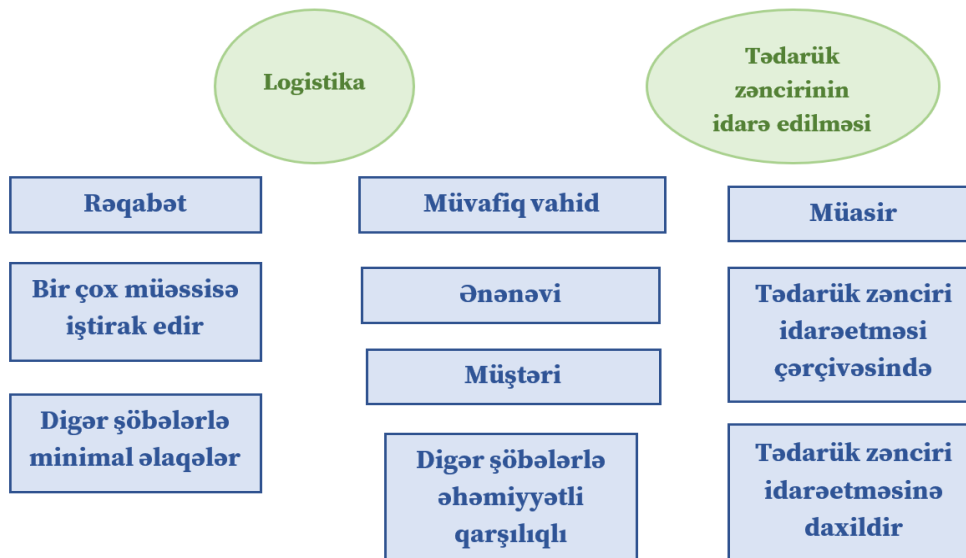 Logistika
Tədarük
zəncirinin
idarə edilməsi
Rəqabət
Müvafiq vahid
Müasir
Bir çox müəssisə
iştirak edir
Ənənəvi
Tədarük zənciri
idarəetməsi
çərçivəsində
Müştəri
Digər şöbələrlə
minimal əlaqələr
Digər şöbələrlə
əhəmiyyətli
qarşılıqlı
Tədarük zənciri
idarəetməsinə
daxildir